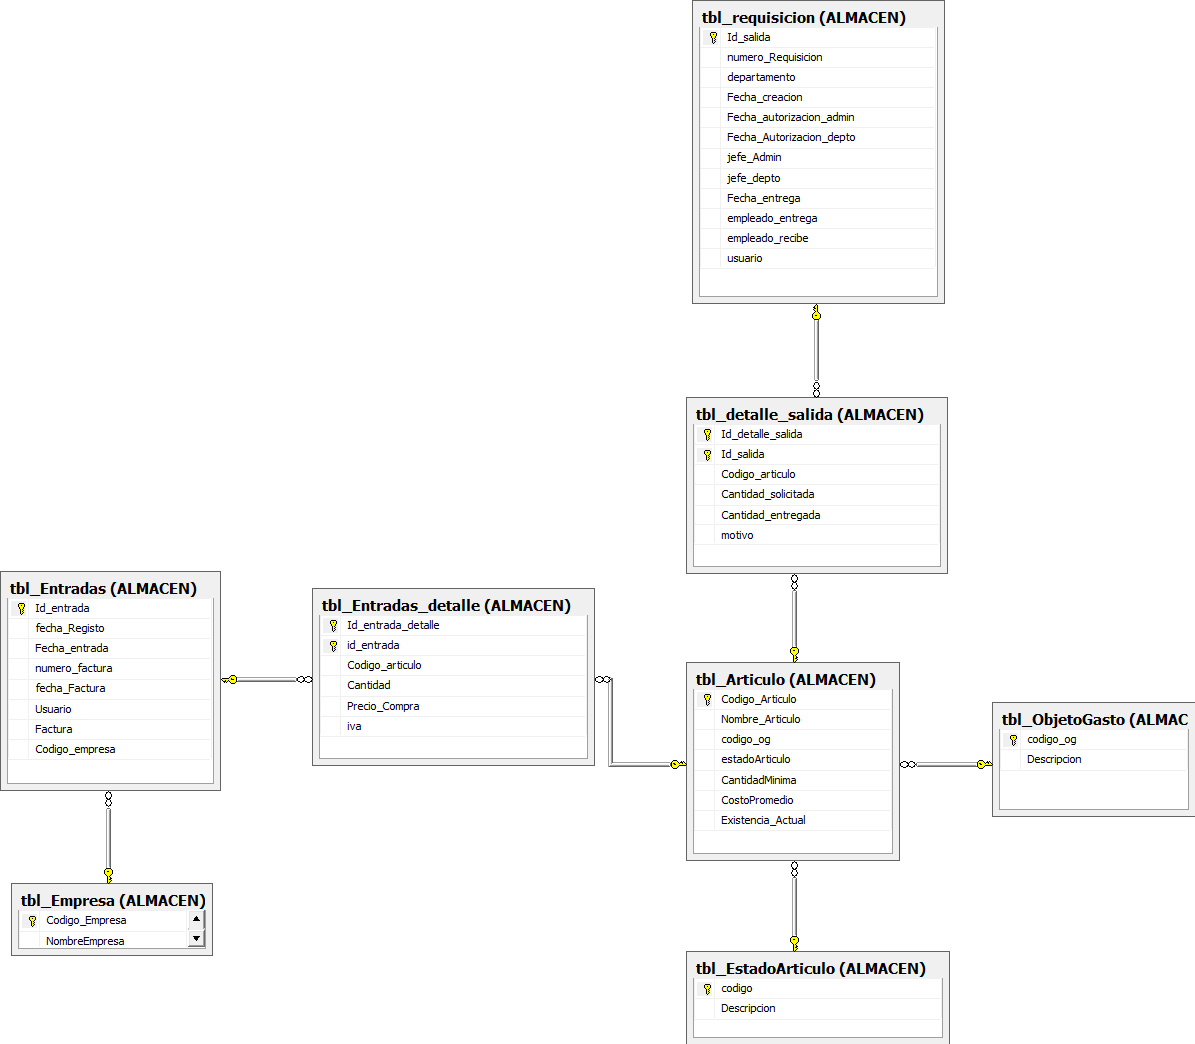 tbl_requisicion (ALMACEN)
Id_salida
numero_Requisicion
departamento
Fecha_creacion
Fecha_autorizacion_admin
Fecha_Autorizacion_depto
jefe_Admin
jefe_depto
Fecha_entrega
empleado_entrega
empleado_recibe
usuario
tbl_detalle_salida (ALMACEN)
Id_detalle_salida
Id_salida
Codigo_articulo
Cantidad_solicitada
Cantidad_entregada
motivo
tbl_Entradas (ALMACEN)
Id_entrada
fecha_Registo
Fecha_entrada
numero_factura
fecha_Factura
Usuario
Factura
Codigo_empresa
tbl_Entradas_detalle (ALMACEN)
Id_entrada_detalle
id_entrada
Codigo_articulo
Cantidad
Precio_Compra
iva
tbl_Articulo (ALMACEN)
Codigo_Articulo
Nombre_Articulo
codigo_og
estadoArticulo
CantidadMinima
CostoPromedio
Existencia_Actual
tbl_ObjetoGasto (ALMAC
codigo_og
Descripcion
tbl_Empresa (ALMACEN)
Codigo_Empresa
NombreEmpresa
tbl_EstadoArticulo (ALMACEN)
codigo
Descripcion